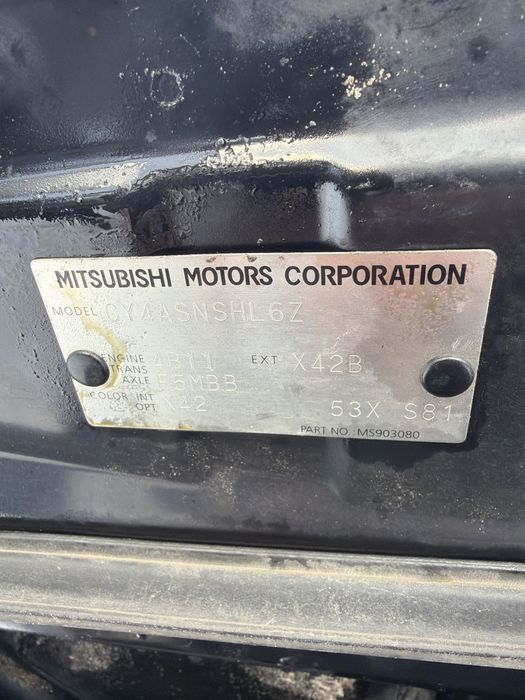 MITSUBISHI MOTORS CORPORATION
MODEL CY4ASNSHL6Z
ENGINE 4B11 EXT X42B
TRANS AXLE F5MBB
COLOR INT OPT X42 53X S81
PART NO MS903080